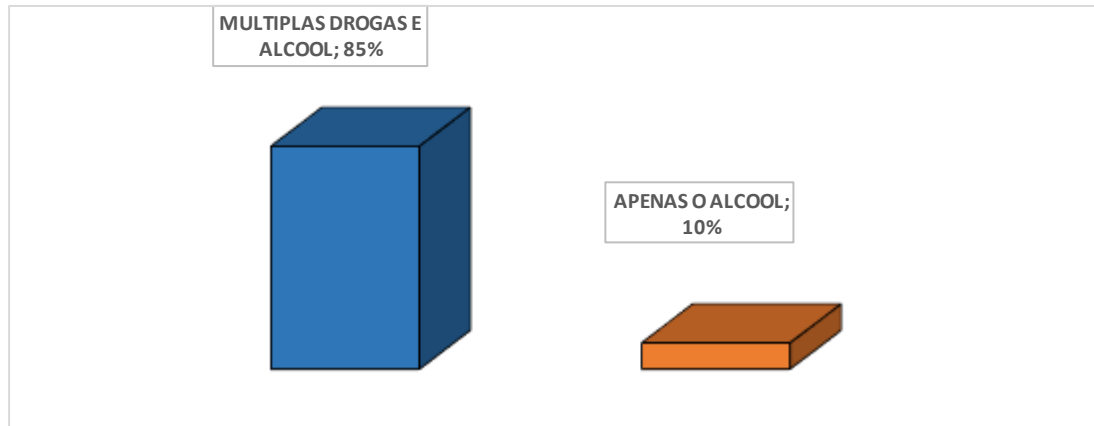 MULTIPLAS DROGAS E
ALCOOL; 85%
APENAS O ALCOOL;
10%